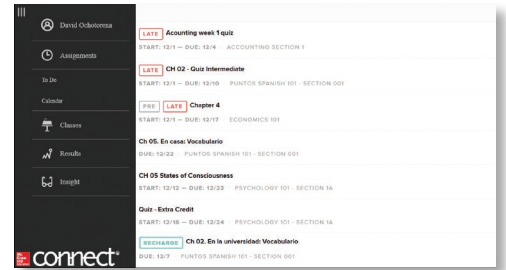 David Ochotorena
Assignments
To Do
Calendar
Classes
Results
Insight
connect®
LATE Acounting week 1 quiz
START: 12/1 — DUE: 12/4 · ACCOUNTING SECTION 1
LATE CH 02 - Quiz Intermediate
START: 12/1 — DUE: 12/10 · PUNTOS SPANISH 101 - SECTION 001
PRE LATE Chapter 4
START: 12/1 — DUE: 12/17 · ECONOMICS 101
Ch 05. En casa: Vocabulario
DUE: 12/22 · PUNTOS SPANISH 101 - SECTION 001
CH 05 States of Consciousness
START: 12/12 — DUE: 12/23 · PSYCHOLOGY 101 - SECTION 1A
Quiz - Extra Credit
START: 12/18 — DUE: 12/24 · PSYCHOLOGY 101 - SECTION 1A
RECHARGE Ch 02. En la universidad: Vocabulario
DUE: 12/7 · PUNTOS SPANISH 101 - SECTION 001